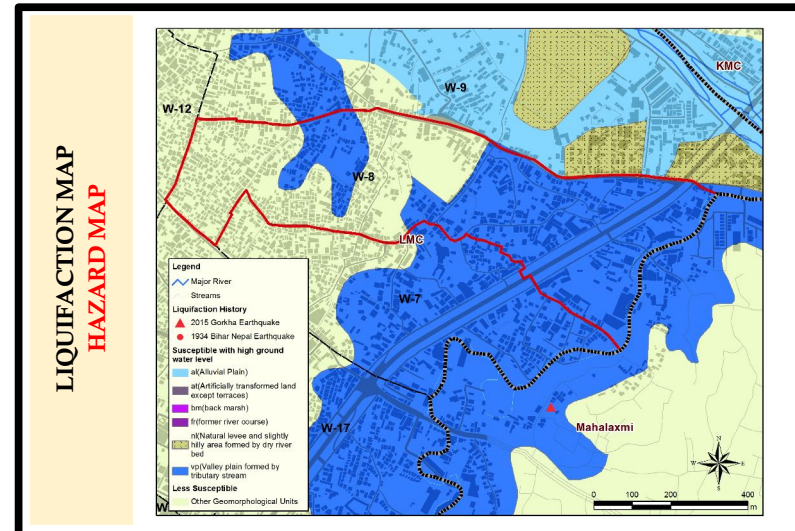 LIQUIFACTION MAP
HAZARD MAP
KMC
W-9
W-12
W-8
LMC
W-7
W-17
Mahalaxmi
Legend
Major River
Streams
Liquifaction History
2015 Gorkha Earthquake
1934 Bihar Nepal Earthquake
Susceptible with high ground
water level
al(Alluvial Plain)
at(Artificially transformed land
except terraces)
bm(back marsh)
fr(former river course)
nl(Natural levee and slightly
hilly area formed by dry river
bed
vp(Valley plain formed by
tributary stream
Less Susceptible
Other Geomorphological Units
N
W E
S
0 100 200 400
m